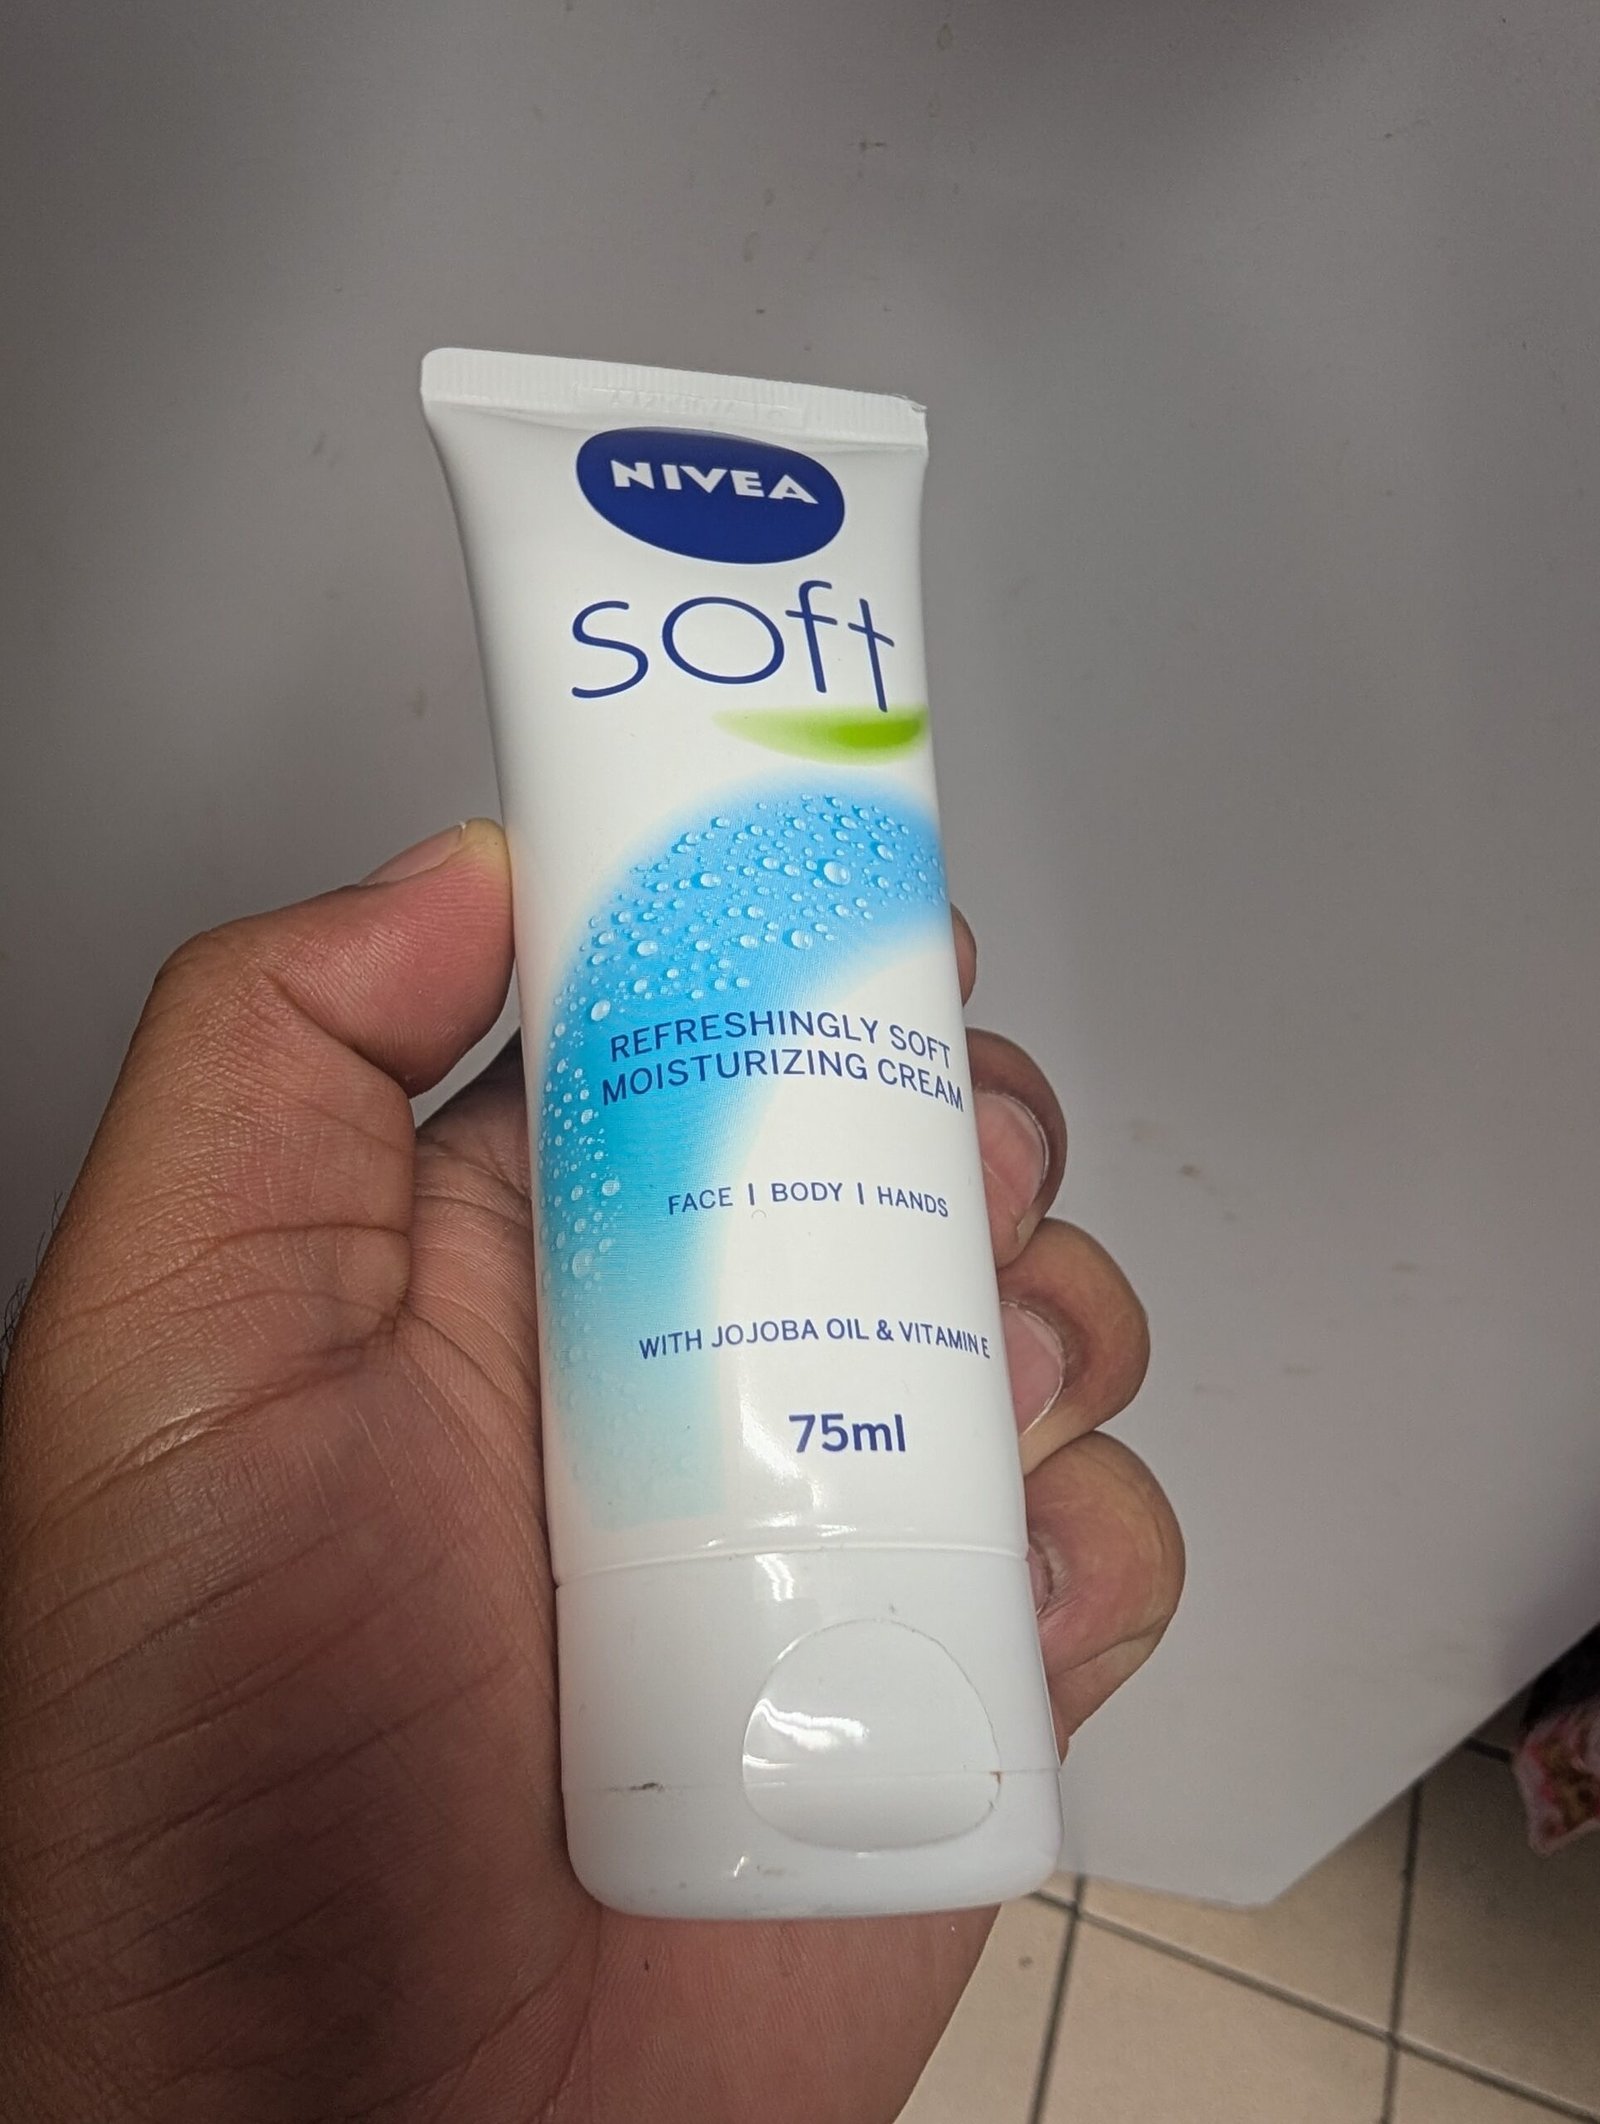 NIVEA
soft
REFRESHINGLY SOFT
MOISTURIZING CREAM
FACE | BODY | HANDS
WITH JOJOBA OIL & VITAMIN E
75ml